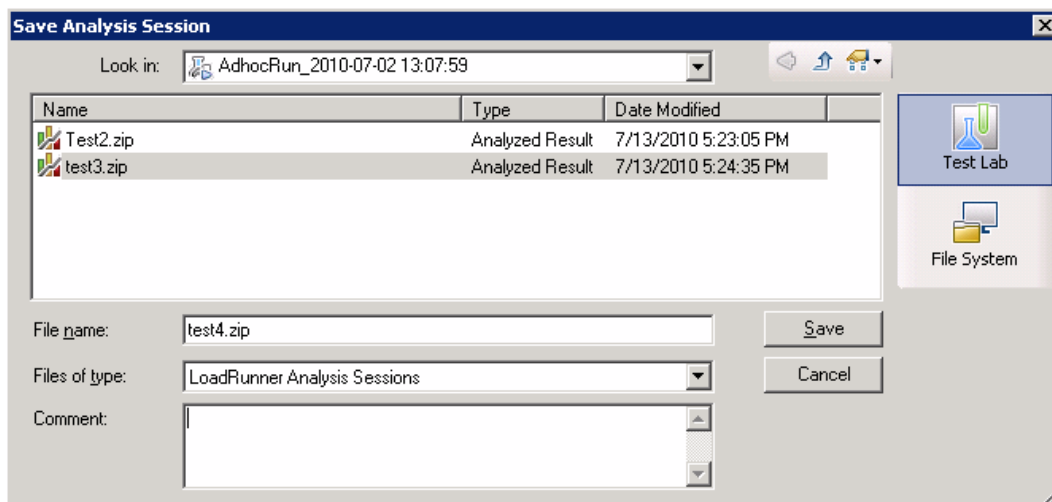 Save Analysis Session
Look in: AdhocRun_2010-07-02 13:07:59
Name Type Date Modified
Test2.zip Analyzed Result 7/13/2010 5:23:05 PM
test3.zip Analyzed Result 7/13/2010 5:24:35 PM
Test Lab
File System
File name: test4.zip Save
Files of type: LoadRunner Analysis Sessions Cancel
Comment: